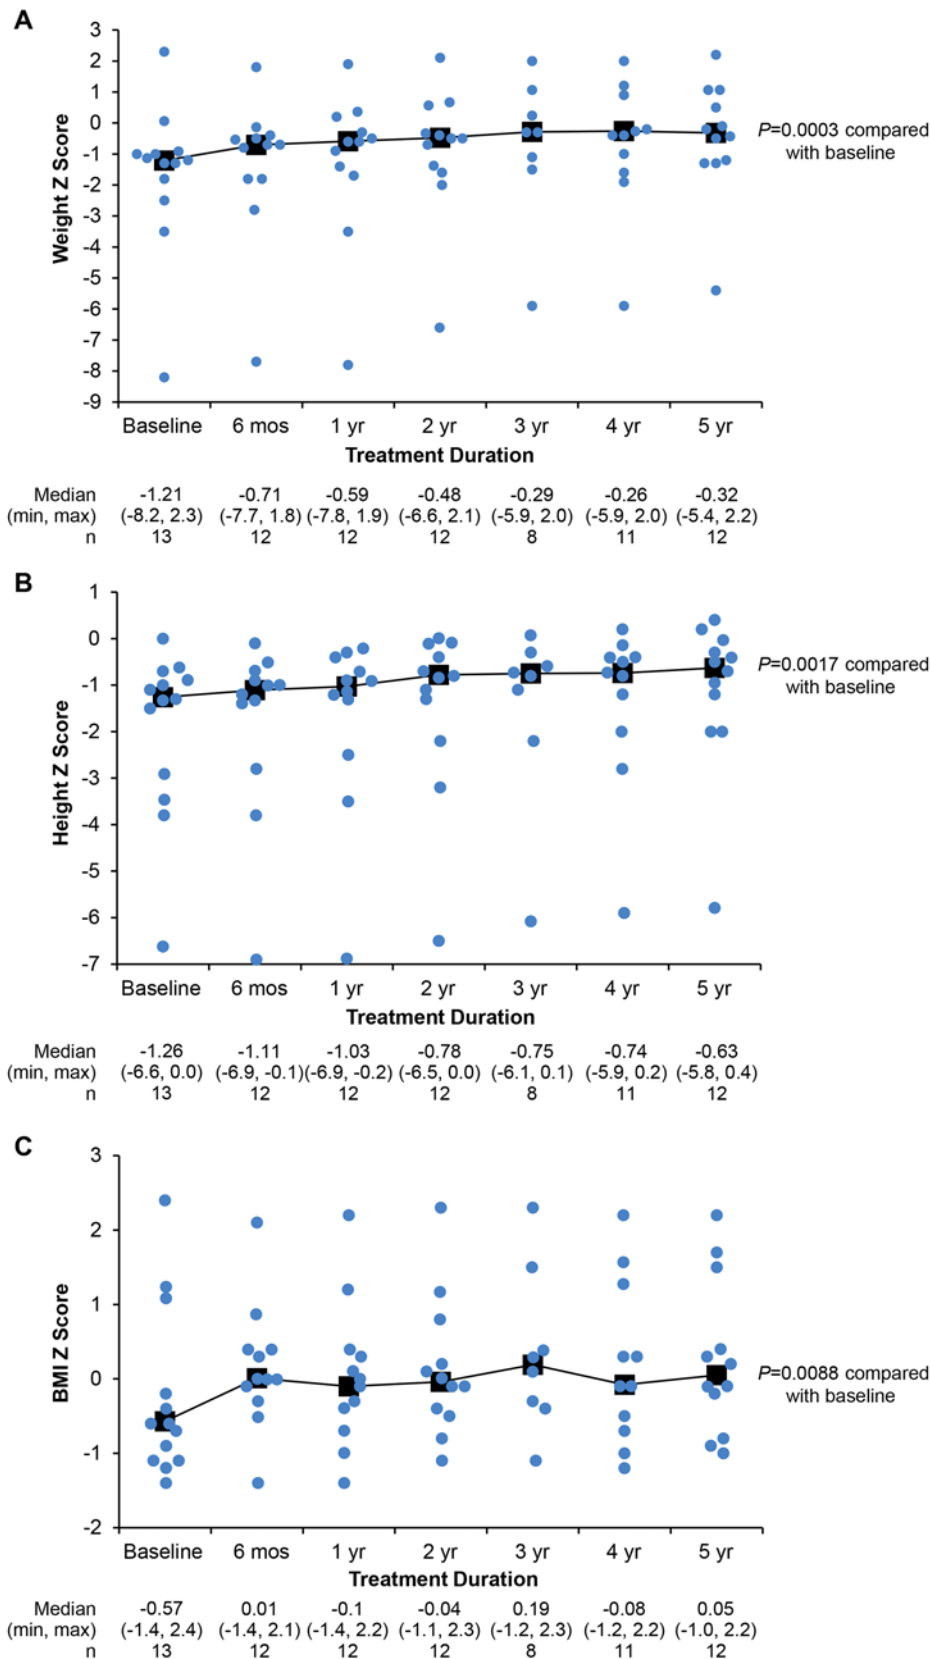 A
3
2
1
0
-1
-2
-3
-4
-5
-6
-7
-8
-9
Weight Z Score
P=0.0003 compared
with baseline
Baseline 6 mos 1 yr 2 yr 3 yr 4 yr 5 yr
Treatment Duration
Median -1.21 -0.71 -0.59 -0.48 -0.29 -0.26 -0.32
(min, max) (-8.2, 2.3) (-7.7, 1.8) (-7.8, 1.9) (-6.6, 2.1) (-5.9, 2.0) (-5.9, 2.0) (-5.4, 2.2)
n 13 12 12 12 8 11 12
B
1
0
-1
-2
-3
-4
-5
-6
-7
Height Z Score
P=0.0017 compared
with baseline
Baseline 6 mos 1 yr 2 yr 3 yr 4 yr 5 yr
Treatment Duration
Median -1.26 -1.11 -1.03 -0.78 -0.75 -0.74 -0.63
(min, max) (-6.6, 0.0) (-6.9, -0.1) (-6.9, -0.2) (-6.5, 0.0) (-6.1, 0.1) (-5.9, 0.2) (-5.8, 0.4)
n 13 12 12 12 8 11 12
C
3
2
1
0
-1
-2
BMI Z Score
P=0.0088 compared
with baseline
Baseline 6 mos 1 yr 2 yr 3 yr 4 yr 5 yr
Treatment Duration
Median -0.57 0.01 -0.1 -0.04 0.19 -0.08 0.05
(min, max) (-1.4, 2.4) (-1.4, 2.1) (-1.4, 2.2) (-1.1, 2.3) (-1.2, 2.3) (-1.2, 2.2) (-1.0, 2.2)
n 13 12 12 12 8 11 12